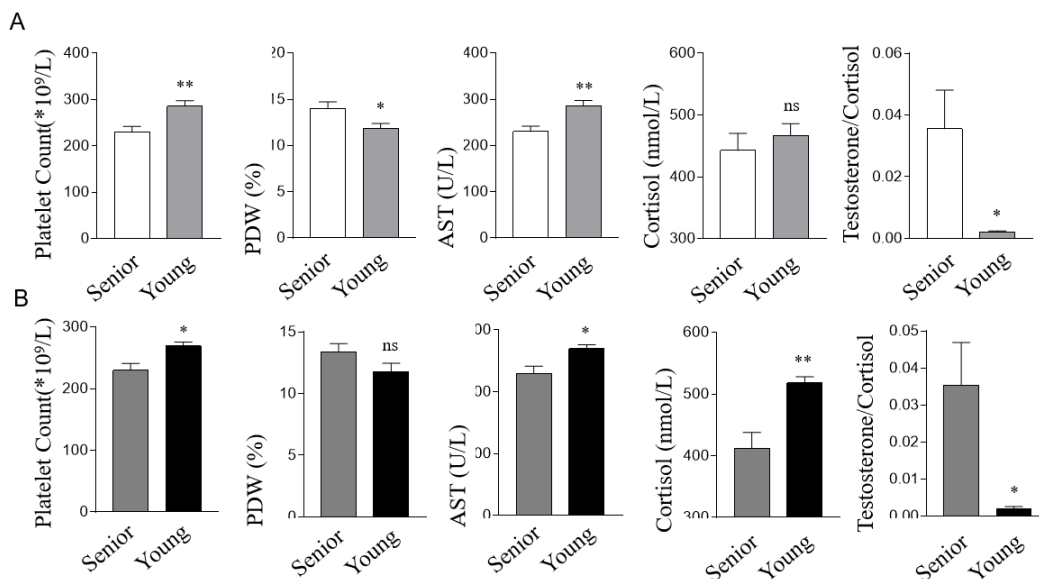 A
Platelet Count(*10⁹/L)
400
300
200
100
0
**
Senior
Young
PDW (%)
15
10
5
0
*
Senior
Young
AST (U/L)
400
300
200
100
0
**
Senior
Young
Cortisol (nmol/L)
600
500
400
300
ns
Senior
Young
Testosterone/Cortisol
0.06
0.04
0.02
0.00
*
Senior
Young
B
Platelet Count(*10⁹/L)
300
200
100
0
*
Senior
Young
PDW (%)
15
10
5
0
ns
Senior
Young
AST (U/L)
*
Senior
Young
Cortisol (nmol/L)
600
500
400
300
**
Senior
Young
Testosterone/Cortisol
0.05
0.04
0.03
0.02
0.01
0.00
*
Senior
Young